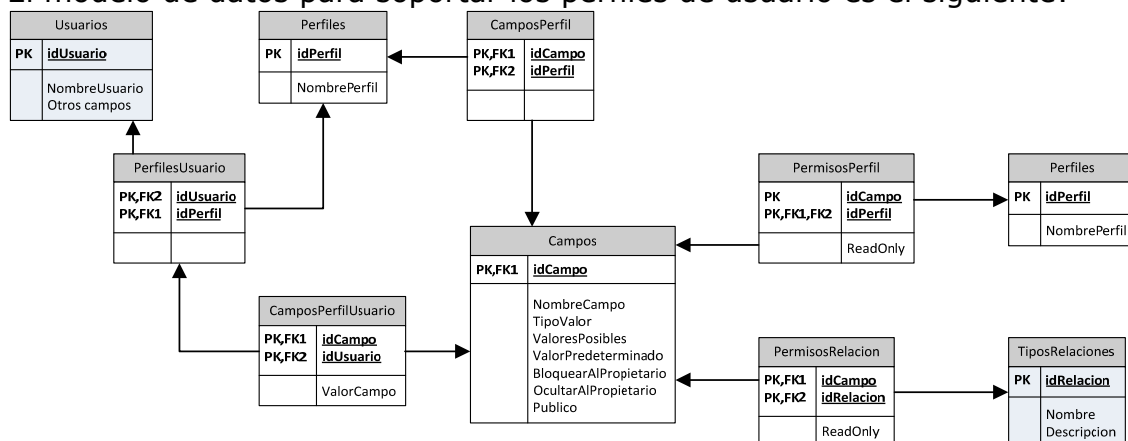 El modelo de datos para soportar los perfiles de usuario es el siguiente:
Usuarios
PK idUsuario
NombreUsuario
Otros campos
Perfiles
PK idPerfil
NombrePerfil
CamposPerfil
PK,FK1 idCampo
PK,FK2 idPerfil
PerfilesUsuario
PK,FK2 idUsuario
PK,FK1 idPerfil
PermisosPerfil
PK idCampo
PK,FK1,FK2 idPerfil
ReadOnly
Perfiles
PK idPerfil
NombrePerfil
Campos
PK,FK1 idCampo
NombreCampo
TipoValor
ValoresPosibles
ValorPredeterminado
BloquearAlPropietario
OcultarAlPropietario
Publico
CamposPerfilUsuario
PK,FK1 idCampo
PK,FK2 idUsuario
ValorCampo
PermisosRelacion
PK,FK1 idCampo
PK,FK2 idRelacion
ReadOnly
TiposRelaciones
PK idRelacion
Nombre
Descripcion